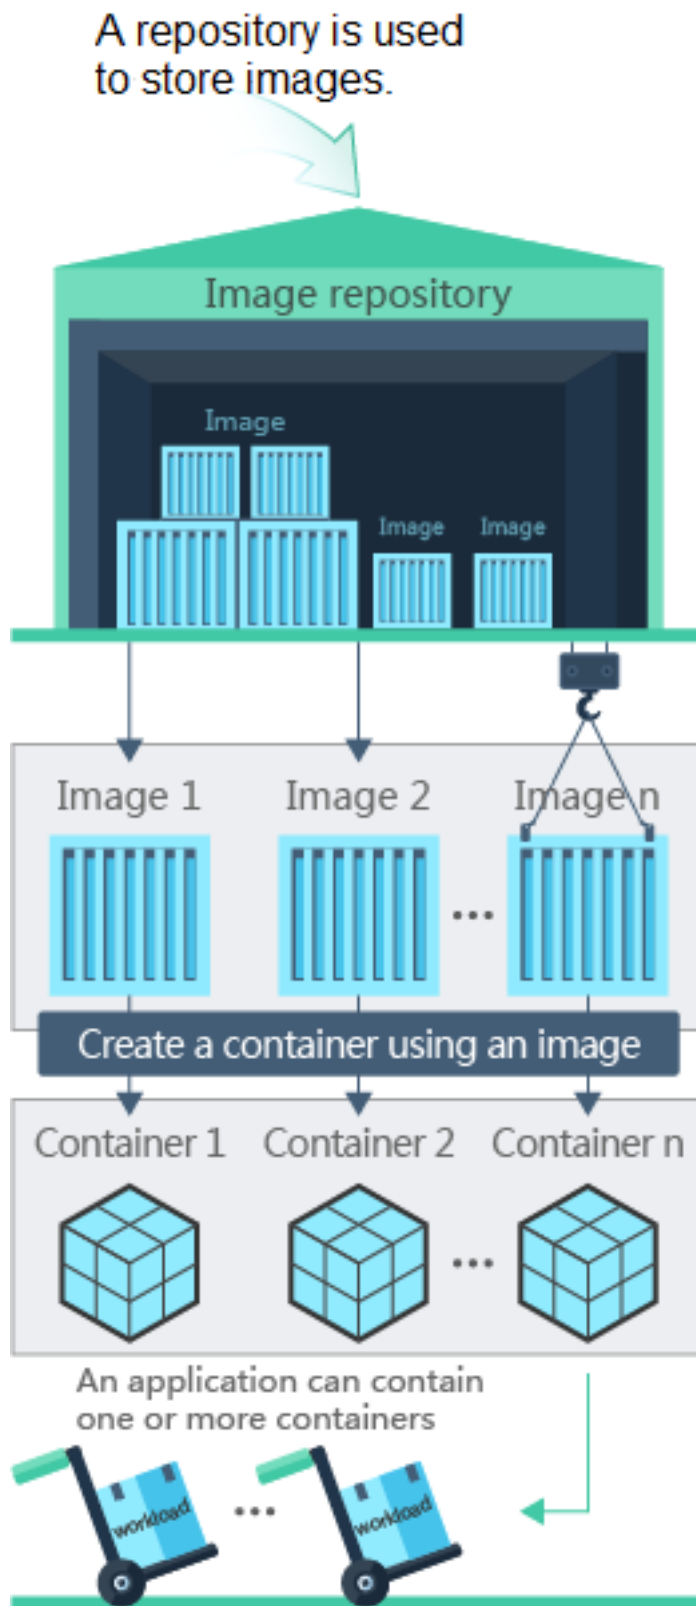 A repository is used
to store images.
Image repository
Image
Image Image
Image 1 Image 2 Image n
...
Create a container using an image
Container 1 Container 2 Container n
...
An application can contain
one or more containers
workload ... workload